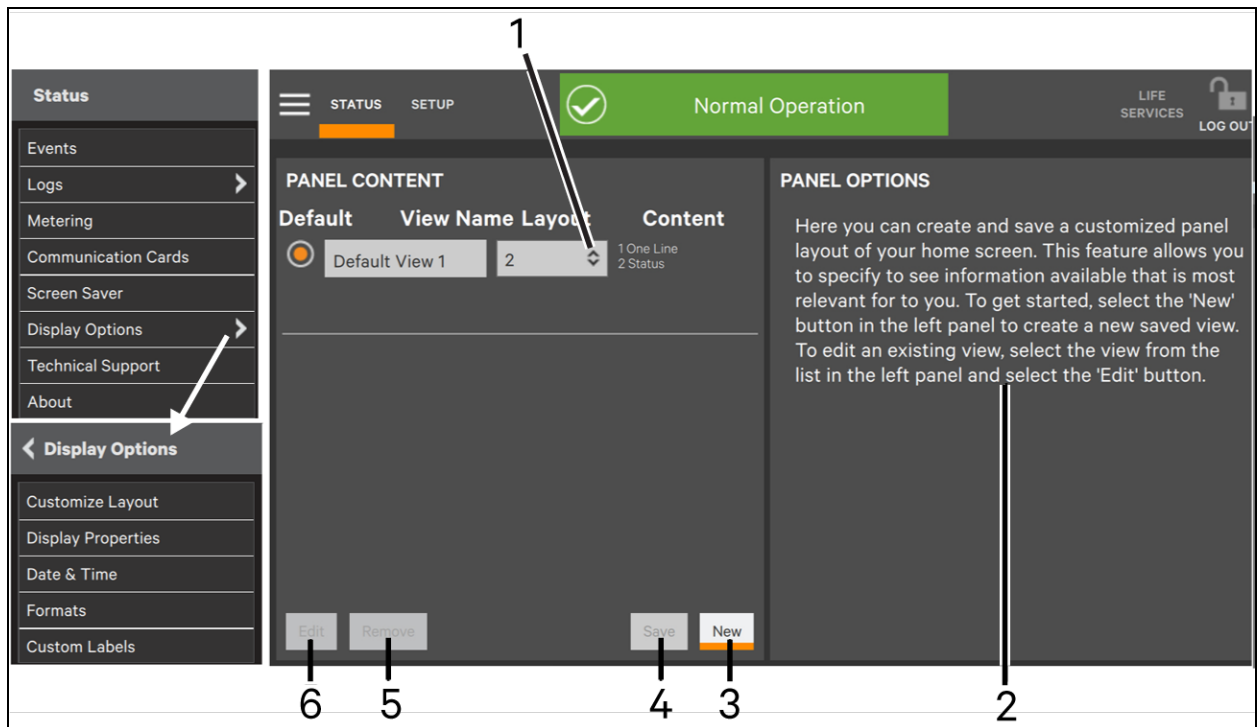 1
Status
Events
Logs
Metering
Communication Cards
Screen Saver
Display Options
Technical Support
About
Display Options
Customize Layout
Display Properties
Date & Time
Formats
Custom Labels
STATUS SETUP
Normal Operation
LIFE
SERVICES
LOG OUT
PANEL CONTENT
Default View Name Layout Content
Default View 1 2
1 One Line
2 Status
Edit Remove Save New
PANEL OPTIONS
Here you can create and save a customized panel
layout of your home screen. This feature allows you
to specify to see information available that is most
relevant for to you. To get started, select the 'New'
button in the left panel to create a new saved view.
To edit an existing view, select the view from the
list in the left panel and select the 'Edit' button.
6 5 4 3 2